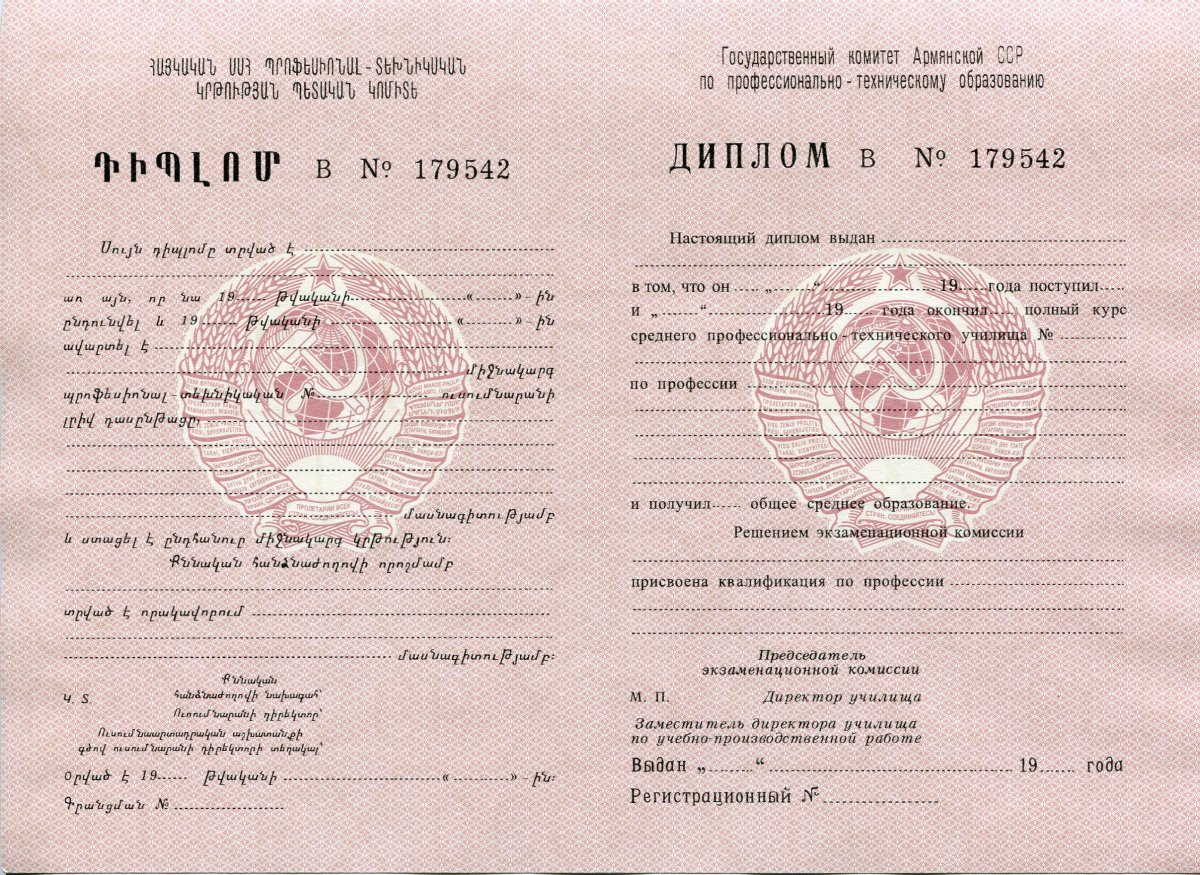 ՀԱՅԿԱԿԱՆ ՍՍՀ ՊՐՈՖԵՍԻՈՆԱԼ-ՏԵԽՆԻԿԱԿԱՆ
ԿՐԹՈՒԹՅԱՆ ՊԵՏԱԿԱՆ ԿՈՄԻՏԵ
ԴԻՊԼՈՄ В № 179542
Սույն դիպլոմը տրված է
առ այն, որ նա 19 թվականի « » -ին
ընդունվել և 19 թվականի « » -ին
ավարտել է
միջնակարգ
պրոֆեսիոնալ-տեխնիկական № ուսումնարանի
լրիվ դասընթացը,
մասնագիտությամբ
և ստացել է ընդհանուր միջնակարգ կրթություն։
Քննական հանձնաժողովի որոշմամբ
տրված է որակավորում
մասնագիտությամբ։
Քննական
հանձնաժողովի նախագահ՝
Կ. Տ.
Ուսումնարանի դիրեկտոր՝
Ուսումնաարտադրական աշխատանքի
գծով ուսումնարանի դիրեկտորի տեղակալ՝
Տրված է 19 թվականի « » -ին։
Գրանցման №
Государственный комитет Армянской ССР
по профессионально-техническому образованию
ДИПЛОМ В № 179542
Настоящий диплом выдан
в том, что он „ “ 19 года поступил
и „ “ 19 года окончил полный курс
среднего профессионально-технического училища №
по профессии
и получил общее среднее образование.
Решением экзаменационной комиссии
присвоена квалификация по профессии
Председатель
экзаменационной комиссии
М. П. Директор училища
Заместитель директора училища
по учебно-производственной работе
Выдан „ “ 19 года
Регистрационный №
ПРОЛЕТАРИИ ВСЕХ
СТРАН, СОЕДИНЯЙТЕСЬ!
СТРАН, СОЕДИНЯЙТЕСЬ!